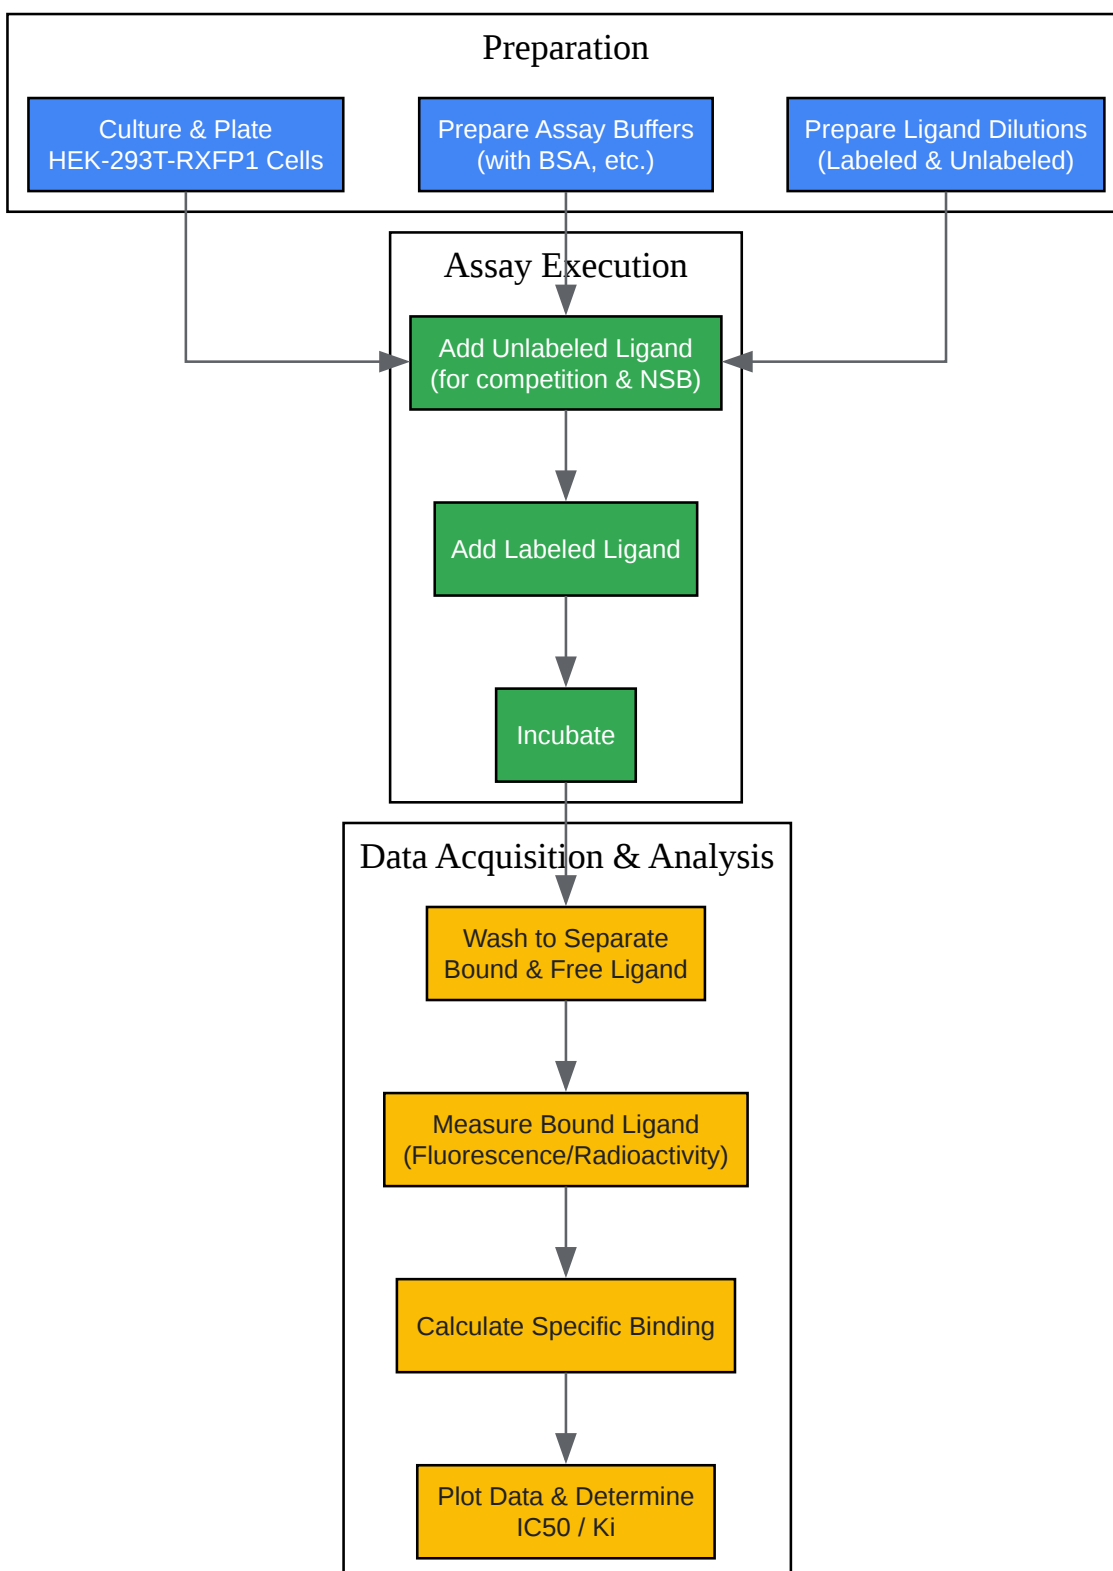 Preparation
Culture & Plate
HEK-293T-RXFP1 Cells
Prepare Assay Buffers
(with BSA, etc.)
Prepare Ligand Dilutions
(Labeled & Unlabeled)
Assay Execution
Add Unlabeled Ligand
(for competition & NSB)
Add Labeled Ligand
Incubate
Data Acquisition & Analysis
Wash to Separate
Bound & Free Ligand
Measure Bound Ligand
(Fluorescence/Radioactivity)
Calculate Specific Binding
Plot Data & Determine
IC50 / Ki